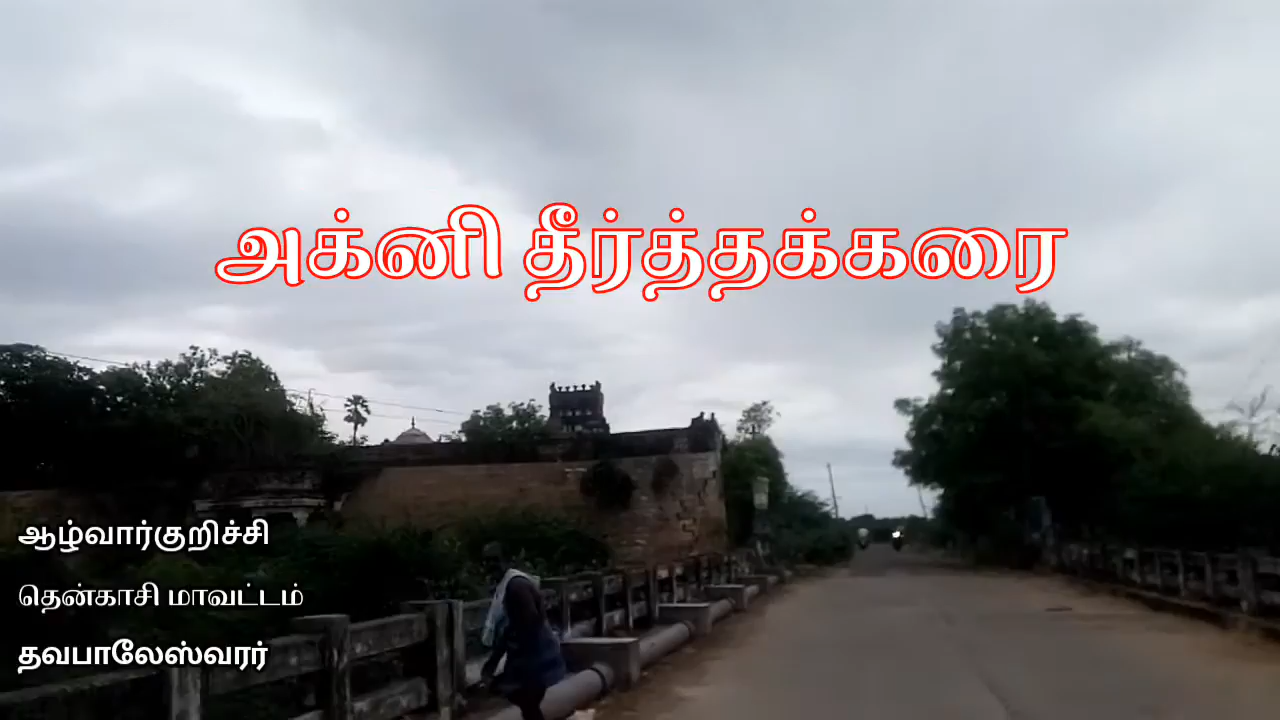 அக்னி தீர்த்தக்கரை
ஆழ்வார்குறிச்சி
தென்காசி மாவட்டம்
தவபாலேஸ்வரர்